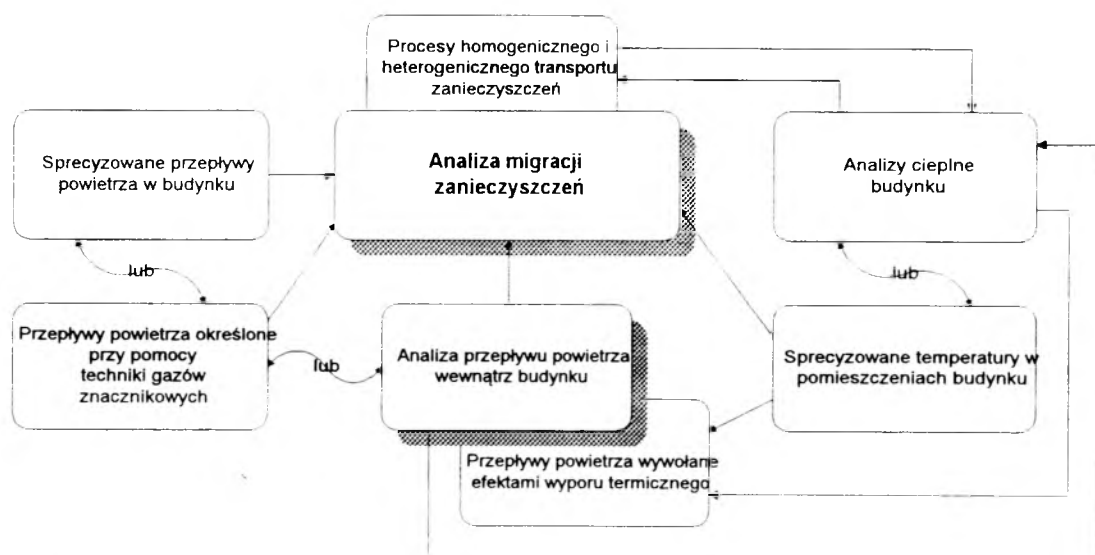 Procesy homogenicznego i
heterogenicznego transportu
zanieczyszczeń
Sprecyzowane przepływy
powietrza w budynku
Analiza migracji
zanieczyszczeń
Analizy cieplne
budynku
lub
lub
Przepływy powietrza określone
przy pomocy
techniki gazów
znacznikowych
lub
Analiza przepływu powietrza
wewnątrz budynku
Sprecyzowane temperatury w
pomieszczeniach budynku
Przepływy powietrza wywołane
efektami wyporu termicznego